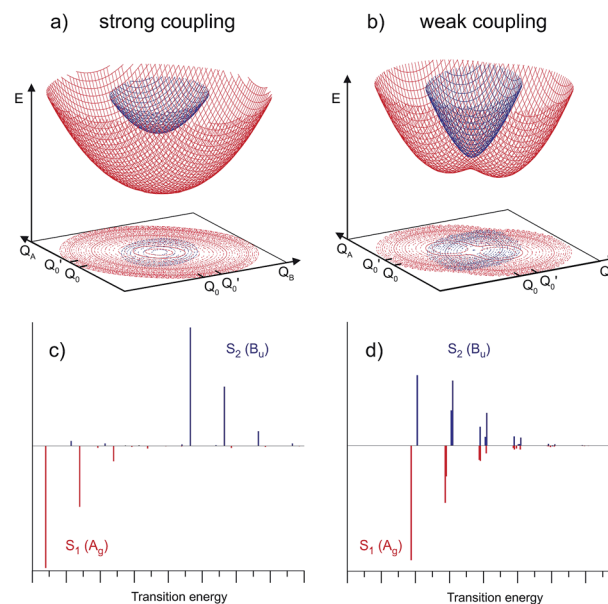 a) strong coupling
b) weak coupling
E
E
Q_A
Q_0'
Q_0
Q_0
Q_0'
Q_B
Q_A
Q_0'
Q_0
Q_0
Q_0'
Q
c)
S_2 (B_u)
S_1 (A_g)
Transition energy
d)
S_2 (B_u)
S_1 (A_g)
Transition energy